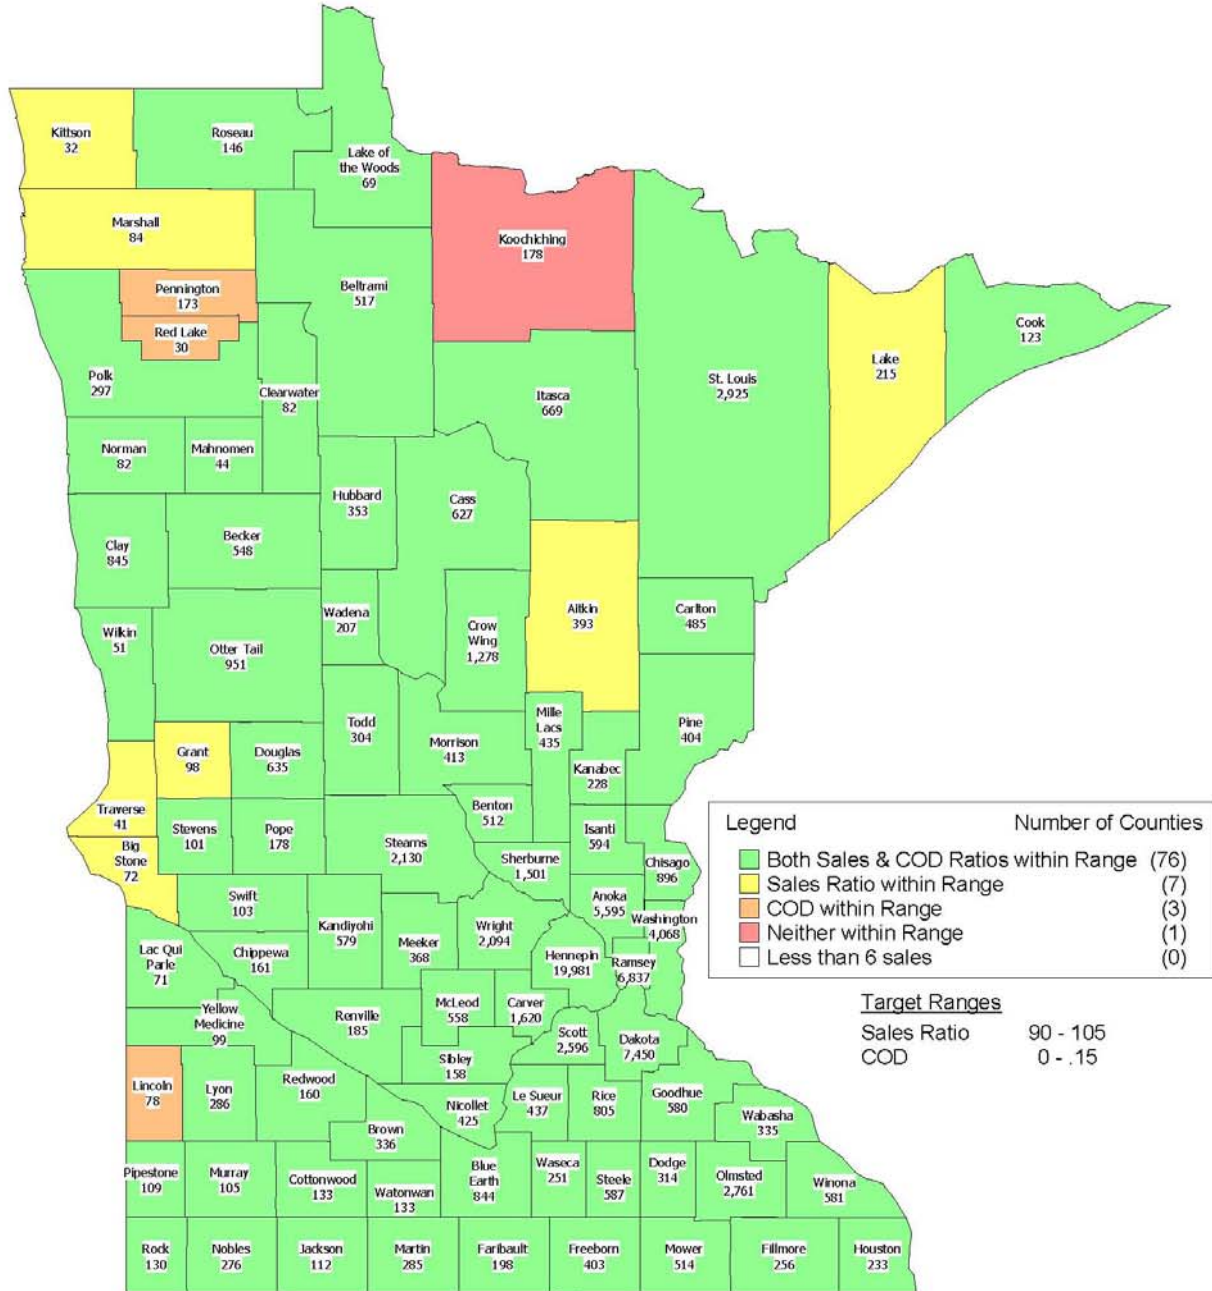 Kittson
32
Roseau
146
Lake of
the Woods
69
Marshall
84
Koochiching
178
Pennington
173
Beltrami
517
Red Lake
30
Cook
123
Lake
215
Polk
297
Clearwater
82
St. Louis
2,925
Itasca
669
Norman
82
Mahnomen
44
Hubbard
353
Cass
627
Clay
845
Becker
548
Wadena
207
Aitkin
393
Carlton
485
Wilkin
51
Otter Tail
951
Crow
Wing
1,278
Todd
304
Morrison
413
Mille
Lacs
435
Pine
404
Grant
98
Douglas
635
Kanabec
228
Traverse
41
Stevens
101
Pope
178
Stearns
2,130
Benton
512
Isanti
594
Big
Stone
72
Sherburne
1,501
Chisago
896
Swift
103
Kandiyohi
579
Meeker
368
Wright
2,094
Anoka
5,595
Washington
4,068
Lac Qui
Parle
71
Chippewa
161
Hennepin
19,981
Ramsey
6,837
Yellow
Medicine
99
Renville
185
McLeod
558
Carver
1,620
Scott
2,596
Dakota
7,450
Sibley
158
Lincoln
78
Lyon
286
Redwood
160
Nicollet
425
Le Sueur
437
Rice
805
Goodhue
580
Wabasha
335
Brown
336
Pipestone
109
Murray
105
Cottonwood
133
Watonwan
133
Blue
Earth
844
Waseca
251
Steele
587
Dodge
314
Olmsted
2,761
Winona
581
Rock
130
Nobles
276
Jackson
112
Martin
285
Faribault
198
Freeborn
403
Mower
514
Fillmore
256
Houston
233
Legend Number of Counties
Both Sales & COD Ratios within Range (76)
Sales Ratio within Range (7)
COD within Range (3)
Neither within Range (1)
Less than 6 sales (0)
Target Ranges
Sales Ratio 90 - 105
COD 0 - .15